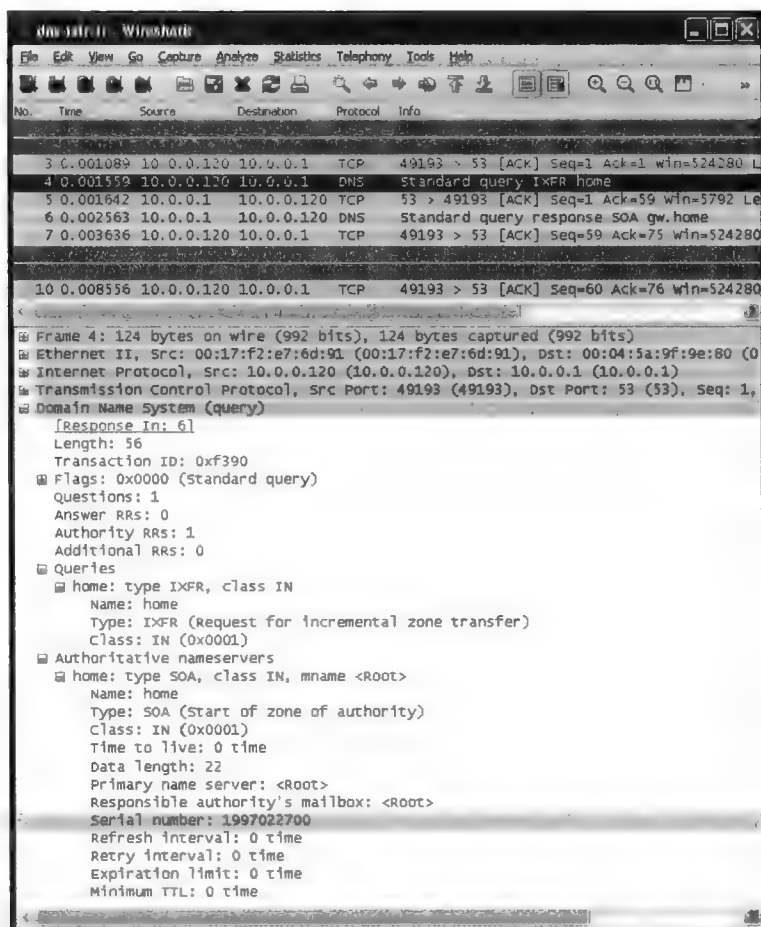 Wireshark
File Edit View Go Capture Analyze Statistics Telephony Tools Help
No. Time Source Destination Protocol Info
3 0.001089 10.0.0.120 10.0.0.1 TCP 49193 > 53 [ACK] Seq=1 Ack=1 Win=524280 L
4 0.001559 10.0.0.120 10.0.0.1 DNS Standard query IXFR home
5 0.001642 10.0.0.1 10.0.0.120 TCP 53 > 49193 [ACK] Seq=1 Ack=59 Win=5792 Le
6 0.002563 10.0.0.1 10.0.0.120 DNS Standard query response SOA gw.home
7 0.003636 10.0.0.120 10.0.0.1 TCP 49193 > 53 [ACK] Seq=59 Ack=75 Win=524280
10 0.008556 10.0.0.120 10.0.0.1 TCP 49193 > 53 [ACK] Seq=60 Ack=76 Win=524280
Frame 4: 124 bytes on wire (992 bits), 124 bytes captured (992 bits)
Ethernet II, Src: 00:17:f2:e7:6d:91 (00:17:f2:e7:6d:91), Dst: 00:04:5a:9f:9e:80 (0
Internet Protocol, Src: 10.0.0.120 (10.0.0.120), Dst: 10.0.0.1 (10.0.0.1)
Transmission Control Protocol, Src Port: 49193 (49193), Dst Port: 53 (53), Seq: 1,
Domain Name System (query)
[Response In: 6]
Length: 56
Transaction ID: 0xf390
Flags: 0x0000 (Standard query)
Questions: 1
Answer RRs: 0
Authority RRs: 1
Additional RRs: 0
Queries
home: type IXFR, class IN
Name: home
Type: IXFR (Request for incremental zone transfer)
Class: IN (0x0001)
Authoritative nameservers
home: type SOA, class IN, mname <Root>
Name: home
Type: SOA (Start of zone of authority)
Class: IN (0x0001)
Time to live: 0 time
Data length: 22
Primary name server: <Root>
Responsible authority's mailbox: <Root>
Serial number: 1997022700
Refresh interval: 0 time
Retry interval: 0 time
Expiration limit: 0 time
Minimum TTL: 0 time